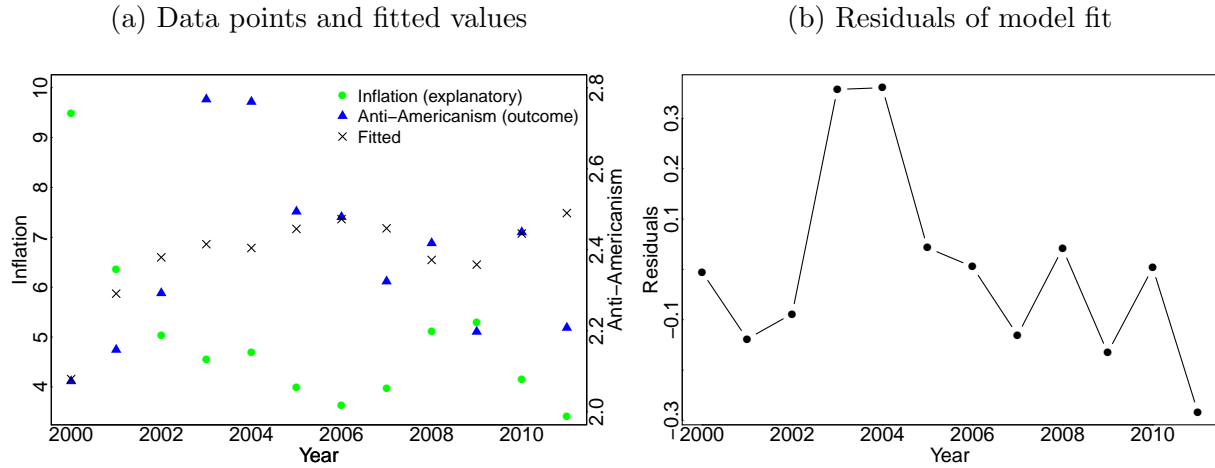 (a) Data points and fitted values
10
9
8
7
6
5
4
Inflation
Inflation (explanatory)
Anti−Americanism (outcome)
Fitted
2.8
2.6
2.4
2.2
2.0
Anti−Americanism
2000 2002 2004 2006 2008 2010
Year
(b) Residuals of model fit
0.3
0.2
0.1
−0.1
−0.3
Residuals
2000 2002 2004 2006 2008 2010
Year